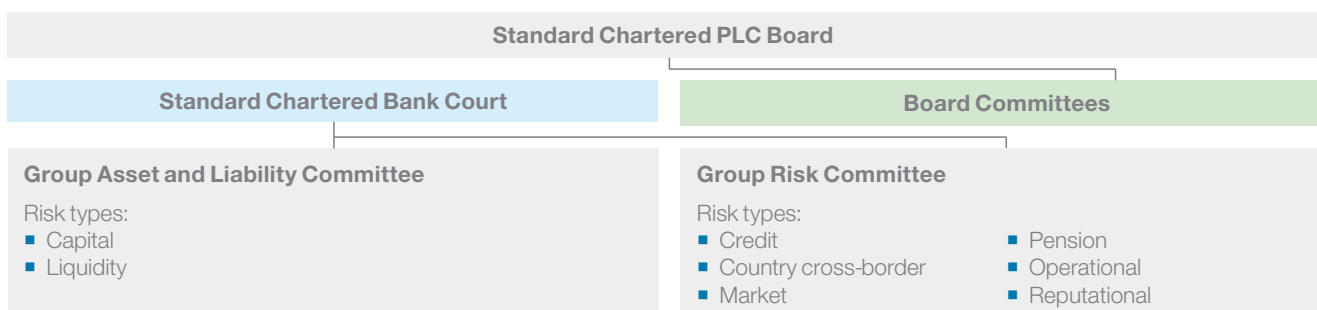 Standard Chartered PLC Board
Standard Chartered Bank Court
Board Committees
Group Asset and Liability Committee
Risk types:
Capital
Liquidity
Group Risk Committee
Risk types:
Credit
Country cross-border
Market
Pension
Operational
Reputational